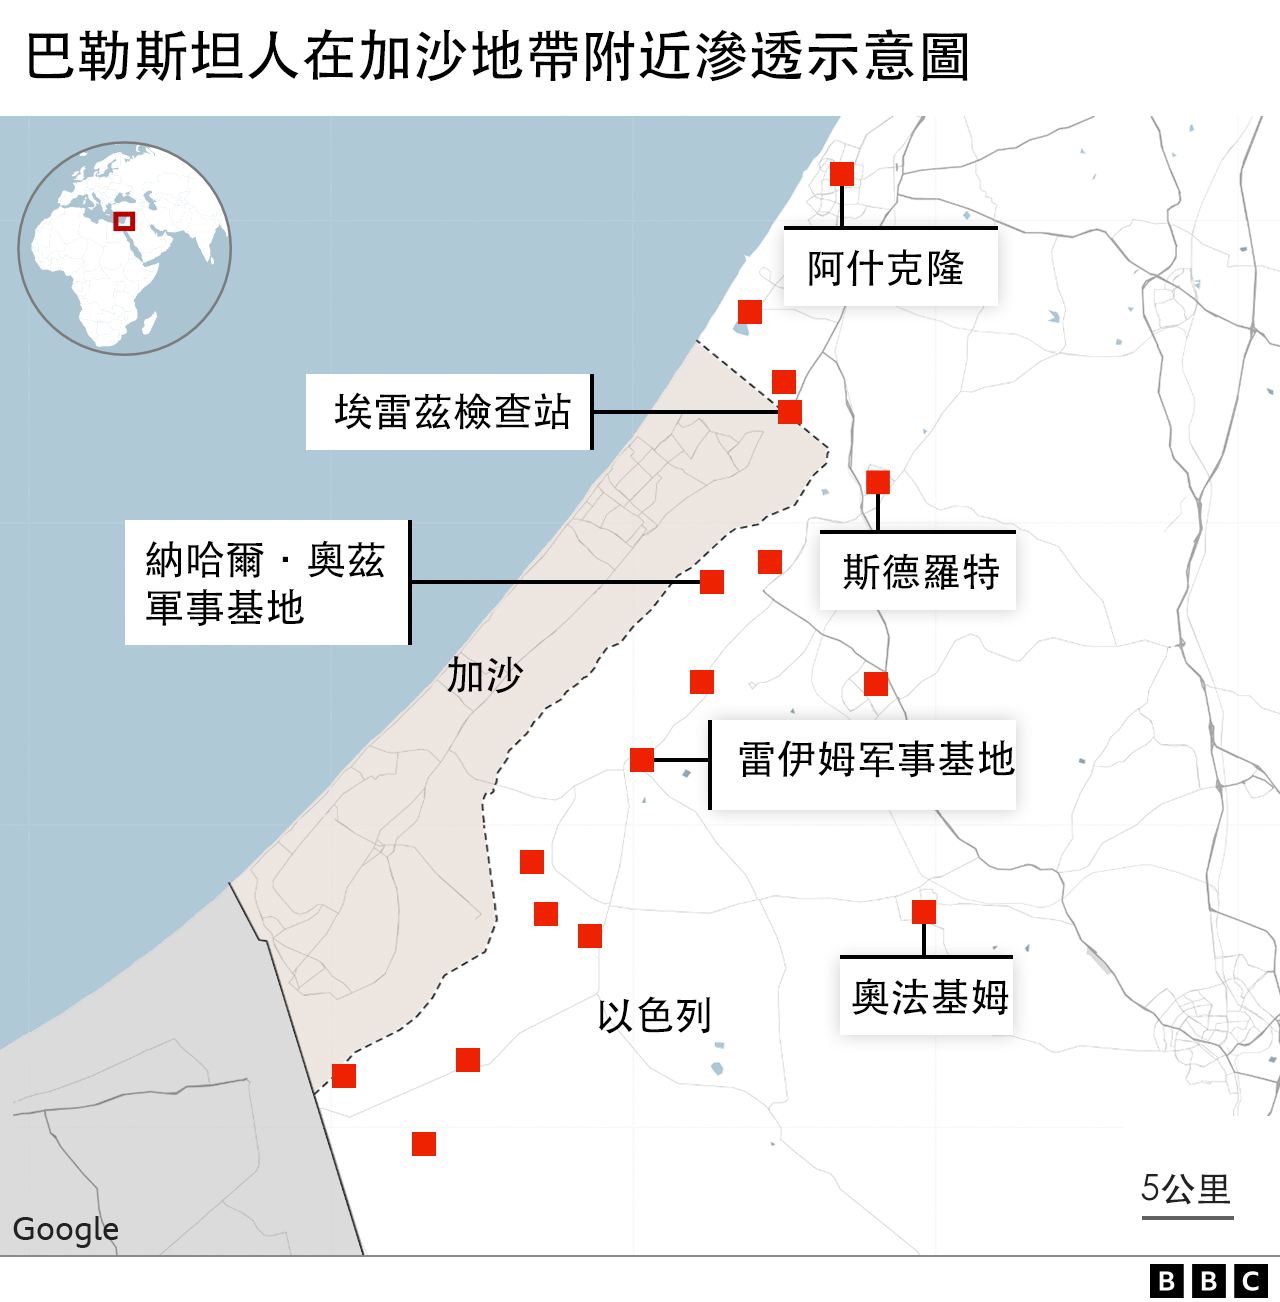 巴勒斯坦人在加沙地帶附近滲透示意圖
阿什克隆
埃雷茲檢查站
斯德羅特
納哈爾·奧茲
軍事基地
加沙
雷伊姆军事基地
奧法基姆
以色列
5公里
Google
BBC